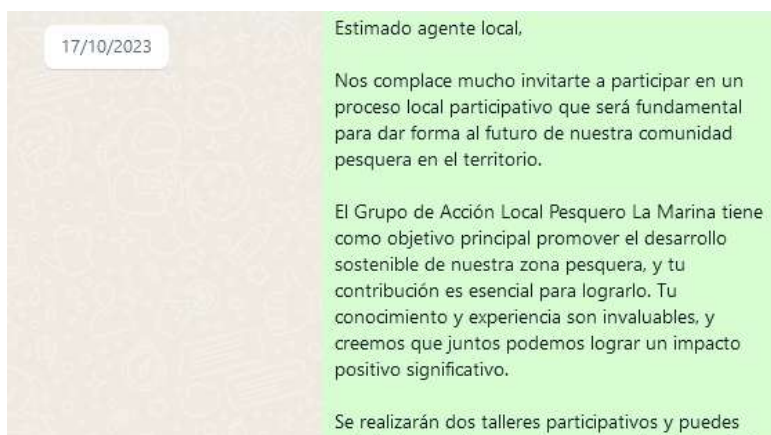 17/10/2023
Estimado agente local,
Nos complace mucho invitarte a participar en un
proceso local participativo que será fundamental
para dar forma al futuro de nuestra comunidad
pesquera en el territorio.
El Grupo de Acción Local Pesquero La Marina tiene
como objetivo principal promover el desarrollo
sostenible de nuestra zona pesquera, y tu
contribución es esencial para lograrlo. Tu
conocimiento y experiencia son invaluables, y
creemos que juntos podemos lograr un impacto
positivo significativo.
Se realizarán dos talleres participativos y puedes